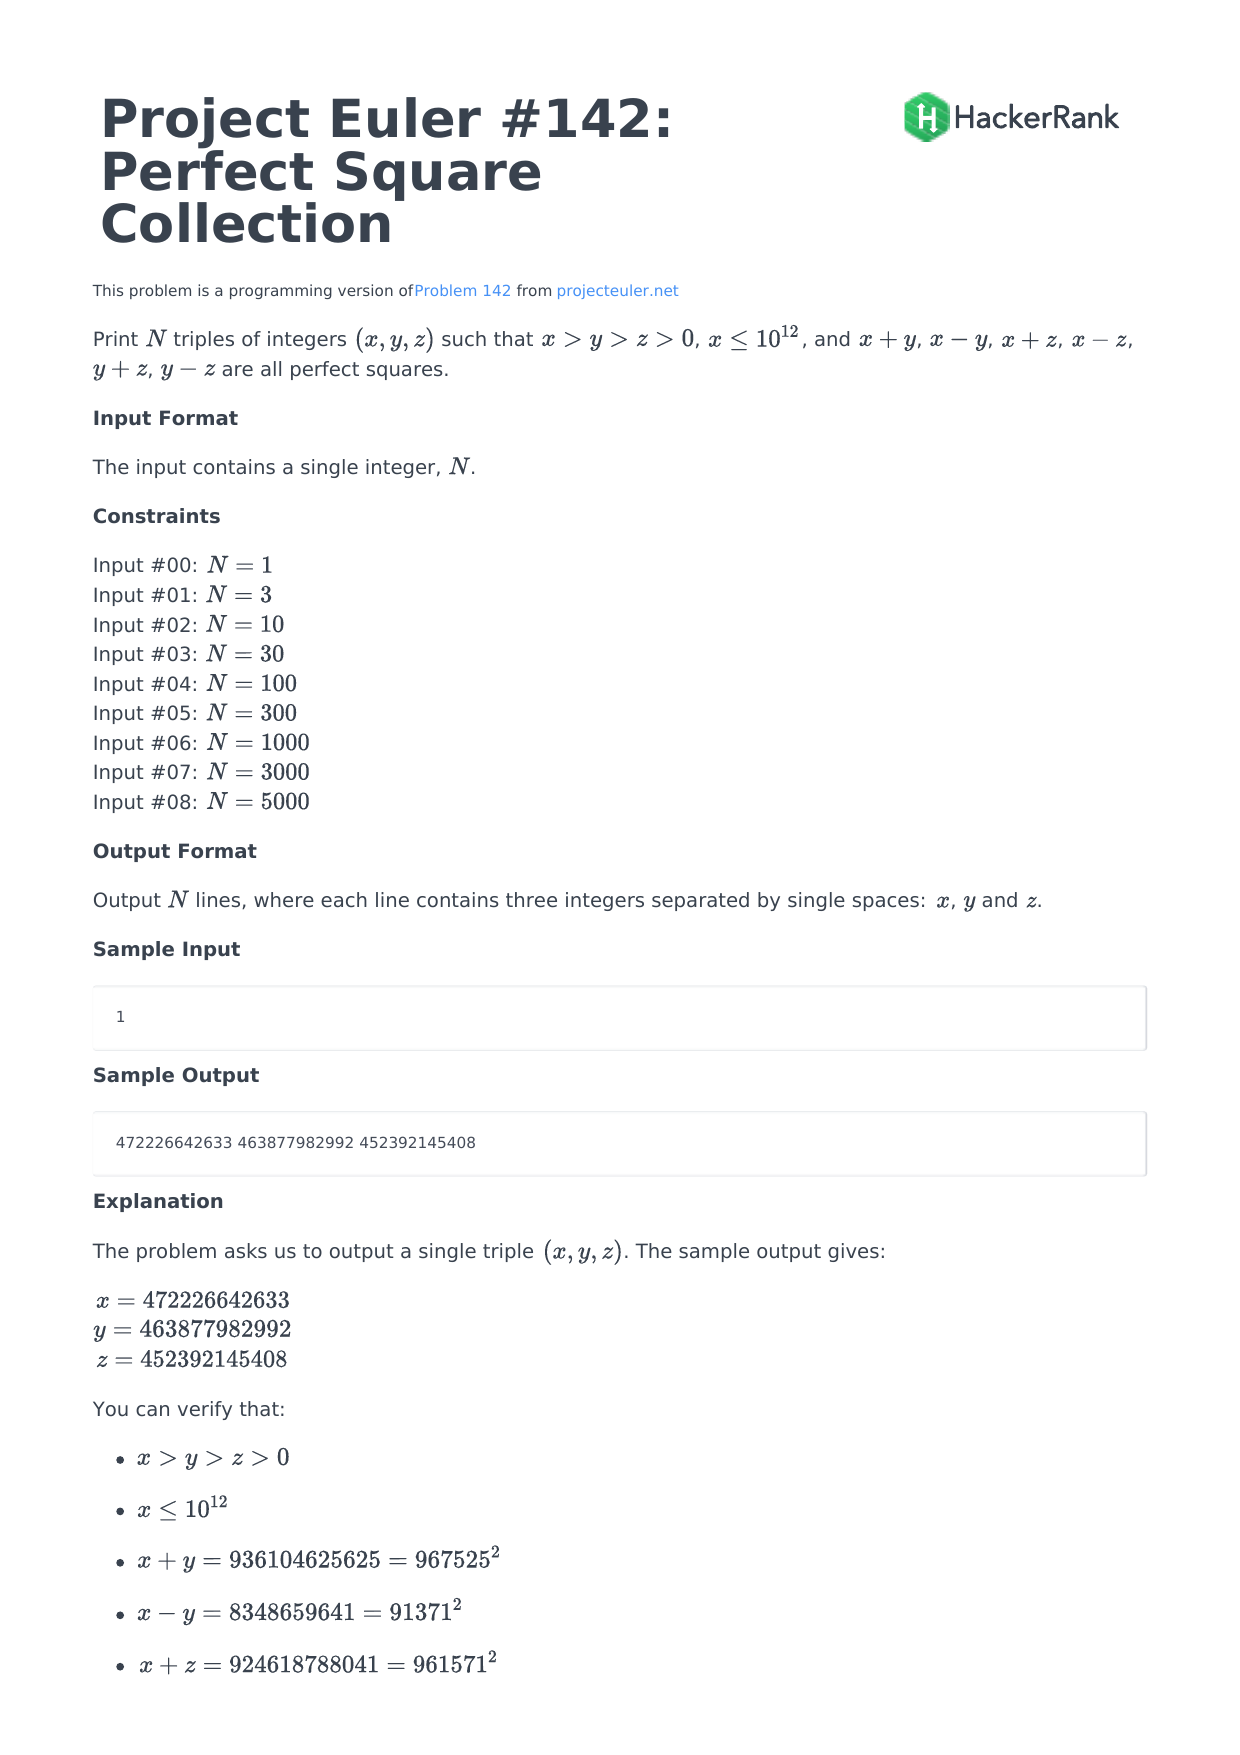 Project Euler #142:
Perfect Square
Collection
HackerRank
This problem is a programming version ofProblem 142 from projecteuler.net
Print N triples of integers (x, y, z) such that x > y > z > 0, x ≤ 10^12, and x + y, x − y, x + z, x − z,
y + z, y − z are all perfect squares.
Input Format
The input contains a single integer, N.
Constraints
Input #00: N = 1
Input #01: N = 3
Input #02: N = 10
Input #03: N = 30
Input #04: N = 100
Input #05: N = 300
Input #06: N = 1000
Input #07: N = 3000
Input #08: N = 5000
Output Format
Output N lines, where each line contains three integers separated by single spaces: x, y and z.
Sample Input
1
Sample Output
472226642633 463877982992 452392145408
Explanation
The problem asks us to output a single triple (x, y, z). The sample output gives:
x = 472226642633
y = 463877982992
z = 452392145408
You can verify that:
• x > y > z > 0
• x ≤ 10^12
• x + y = 936104625625 = 967525^2
• x − y = 8348659641 = 91371^2
• x + z = 924618788041 = 961571^2